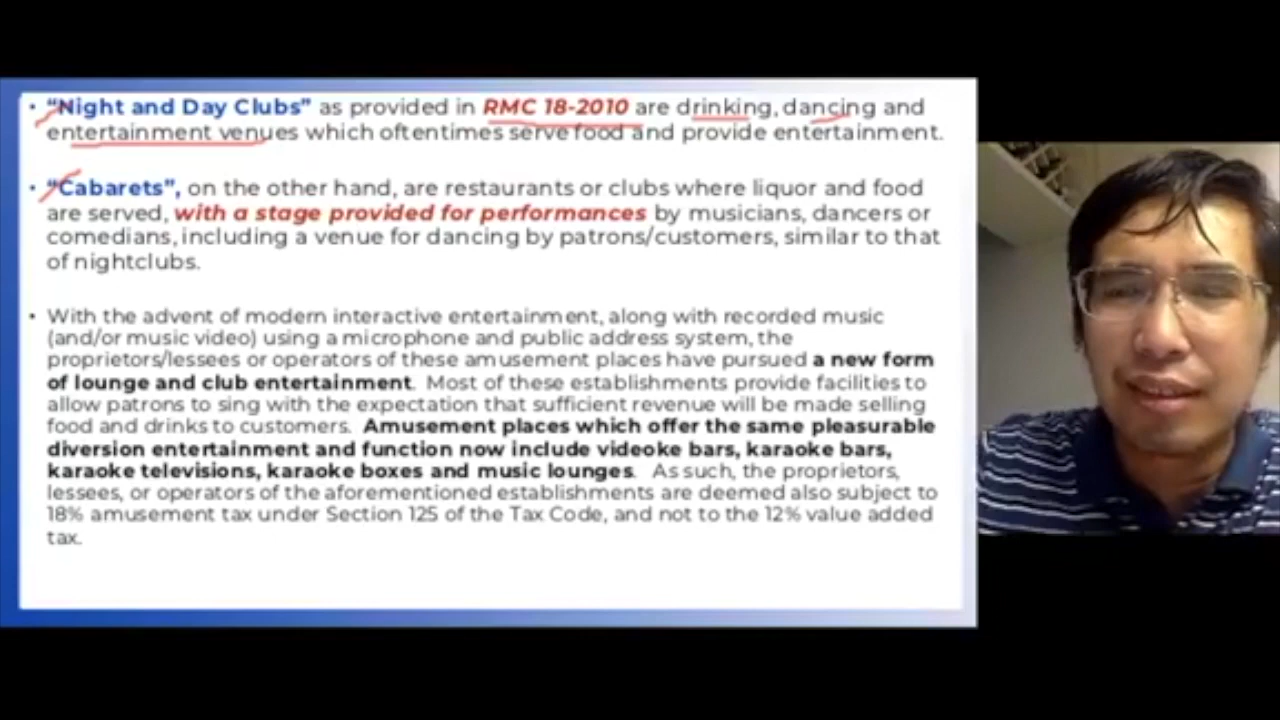 • “Night and Day Clubs” as provided in RMC 18-2010 are drinking, dancing and
entertainment venues which oftentimes serve food and provide entertainment.
• “Cabarets”, on the other hand, are restaurants or clubs where liquor and food
are served, with a stage provided for performances by musicians, dancers or
comedians, including a venue for dancing by patrons/customers, similar to that
of nightclubs.
• With the advent of modern interactive entertainment, along with recorded music
(and/or music video) using a microphone and public address system, the
proprietors/lessees or operators of these amusement places have pursued a new form
of lounge and club entertainment. Most of these establishments provide facilities to
allow patrons to sing with the expectation that sufficient revenue will be made selling
food and drinks to customers. Amusement places which offer the same pleasurable
diversion entertainment and function now include videoke bars, karaoke bars,
karaoke televisions, karaoke boxes and music lounges. As such, the proprietors,
lessees, or operators of the aforementioned establishments are deemed also subject to
18% amusement tax under Section 125 of the Tax Code, and not to the 12% value added
tax.